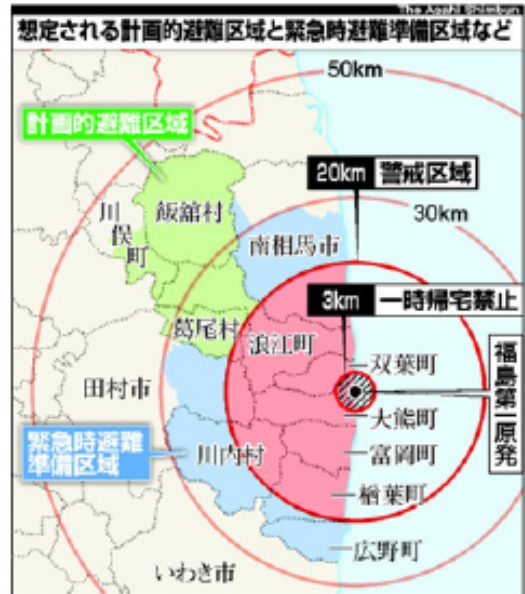 The Asahi Shimbun
想定される計画的避難区域と緊急時避難準備区域など
50km
計画的避難区域
20km 警戒区域
飯舘村
30km
川俣町
南相馬市
3km 一時帰宅禁止
葛尾村
浪江町
双葉町
福島第一原発
田村市
大熊町
緊急時避難
準備区域
川内村
富岡町
楢葉町
広野町
いわき市